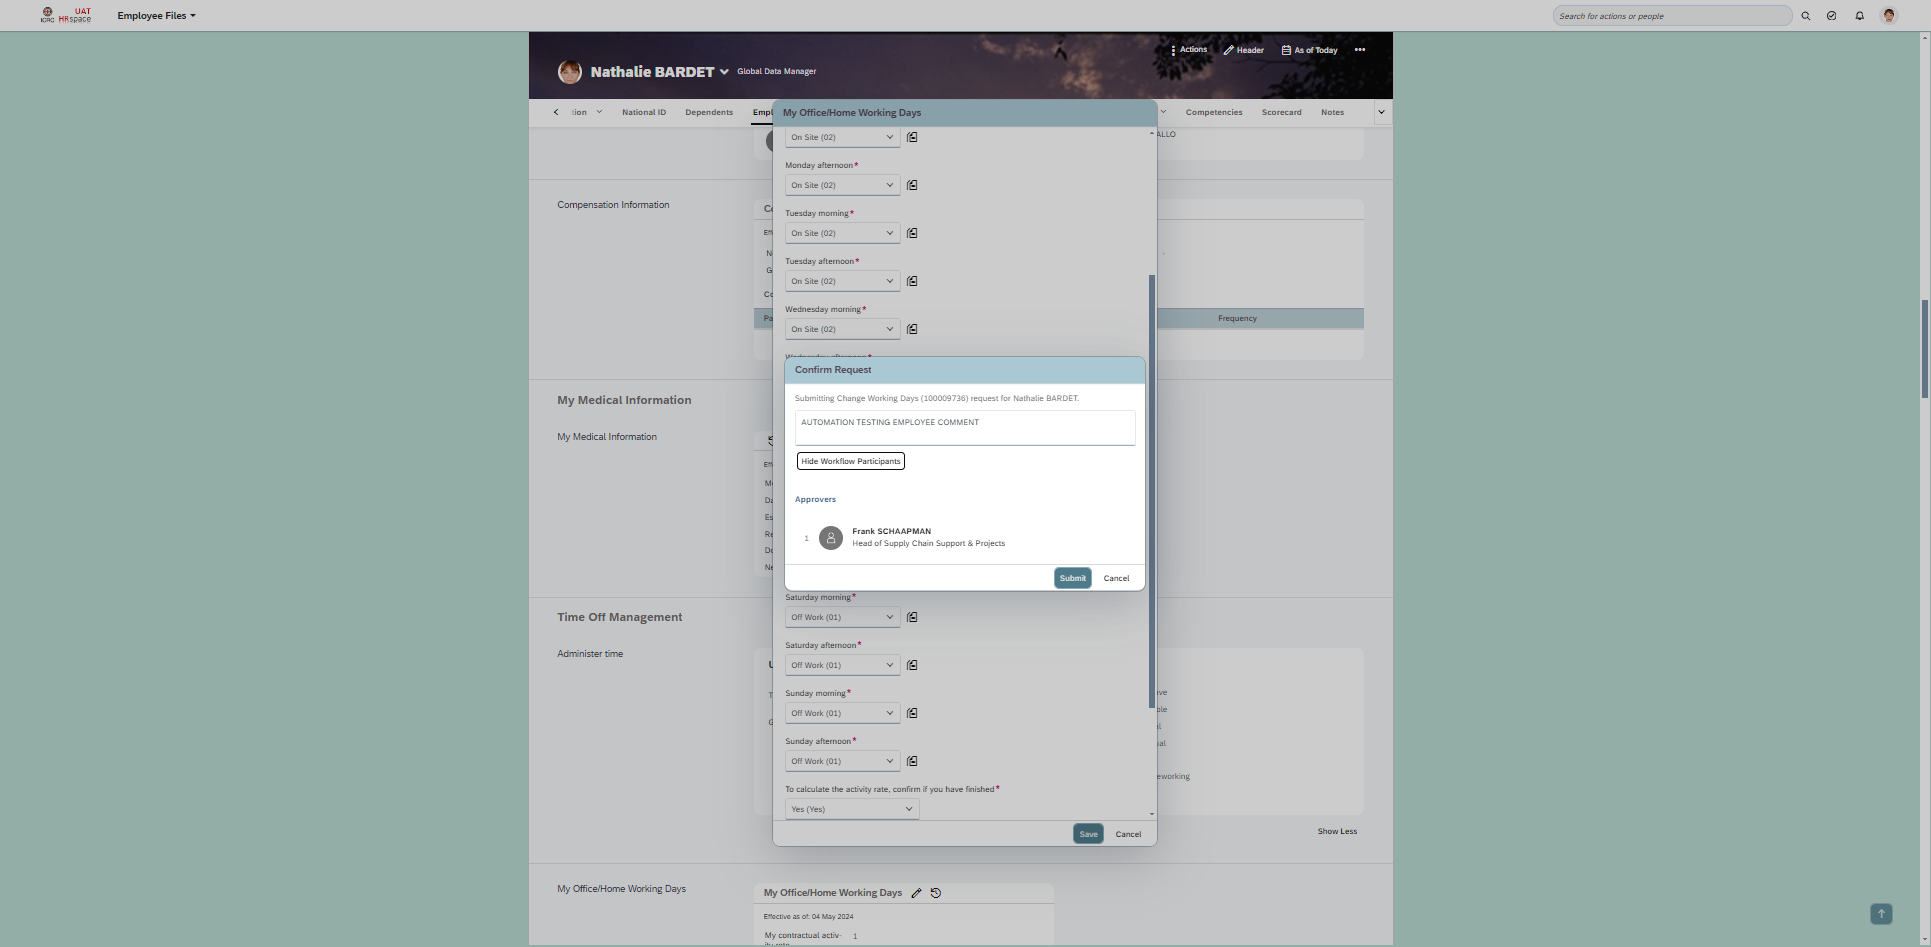 ICRC
UAT
HRspace
Employee Files
Search for actions or people
Actions
Header
As of Today
Nathalie BARDET
Global Data Manager
tion
National ID
Dependents
Empl
Competencies
Scorecard
Notes
My Office/Home Working Days
On Site (02)
ALLO
Monday afternoon*
On Site (02)
Compensation Information
Tuesday morning*
On Site (02)
Tuesday afternoon*
On Site (02)
Wednesday morning*
On Site (02)
Frequency
Wednesday afternoon*
Confirm Request
Submitting Change Working Days (100009736) request for Nathalie BARDET.
AUTOMATION TESTING EMPLOYEE COMMENT
Hide Workflow Participants
Approvers
1
Frank SCHAAPMAN
Head of Supply Chain Support & Projects
Submit
Cancel
My Medical Information
My Medical Information
Saturday morning*
Off Work (01)
Saturday afternoon*
Off Work (01)
Time Off Management
Administer time
Sunday morning*
Off Work (01)
Sunday afternoon*
Off Work (01)
eworking
To calculate the activity rate, confirm if you have finished*
Yes (Yes)
Save
Cancel
Show Less
My Office/Home Working Days
My Office/Home Working Days
Effective as of: 04 May 2024
My contractual activ-
1